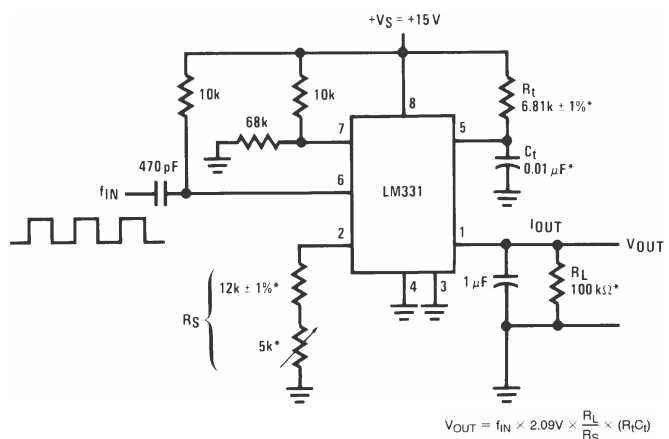 +VS = +15 V
10k
10k
Rt
6.81k ± 1%*
8
68k
7
5
Ct
0.01 μF*
470 pF
fIN
6
LM331
2
1
IOUT
VOUT
12k ± 1%*
RS
1 μF
RL
100 kΩ*
4
3
5k*
VOUT = fIN × 2.09V × RL/RS × (RtCt)